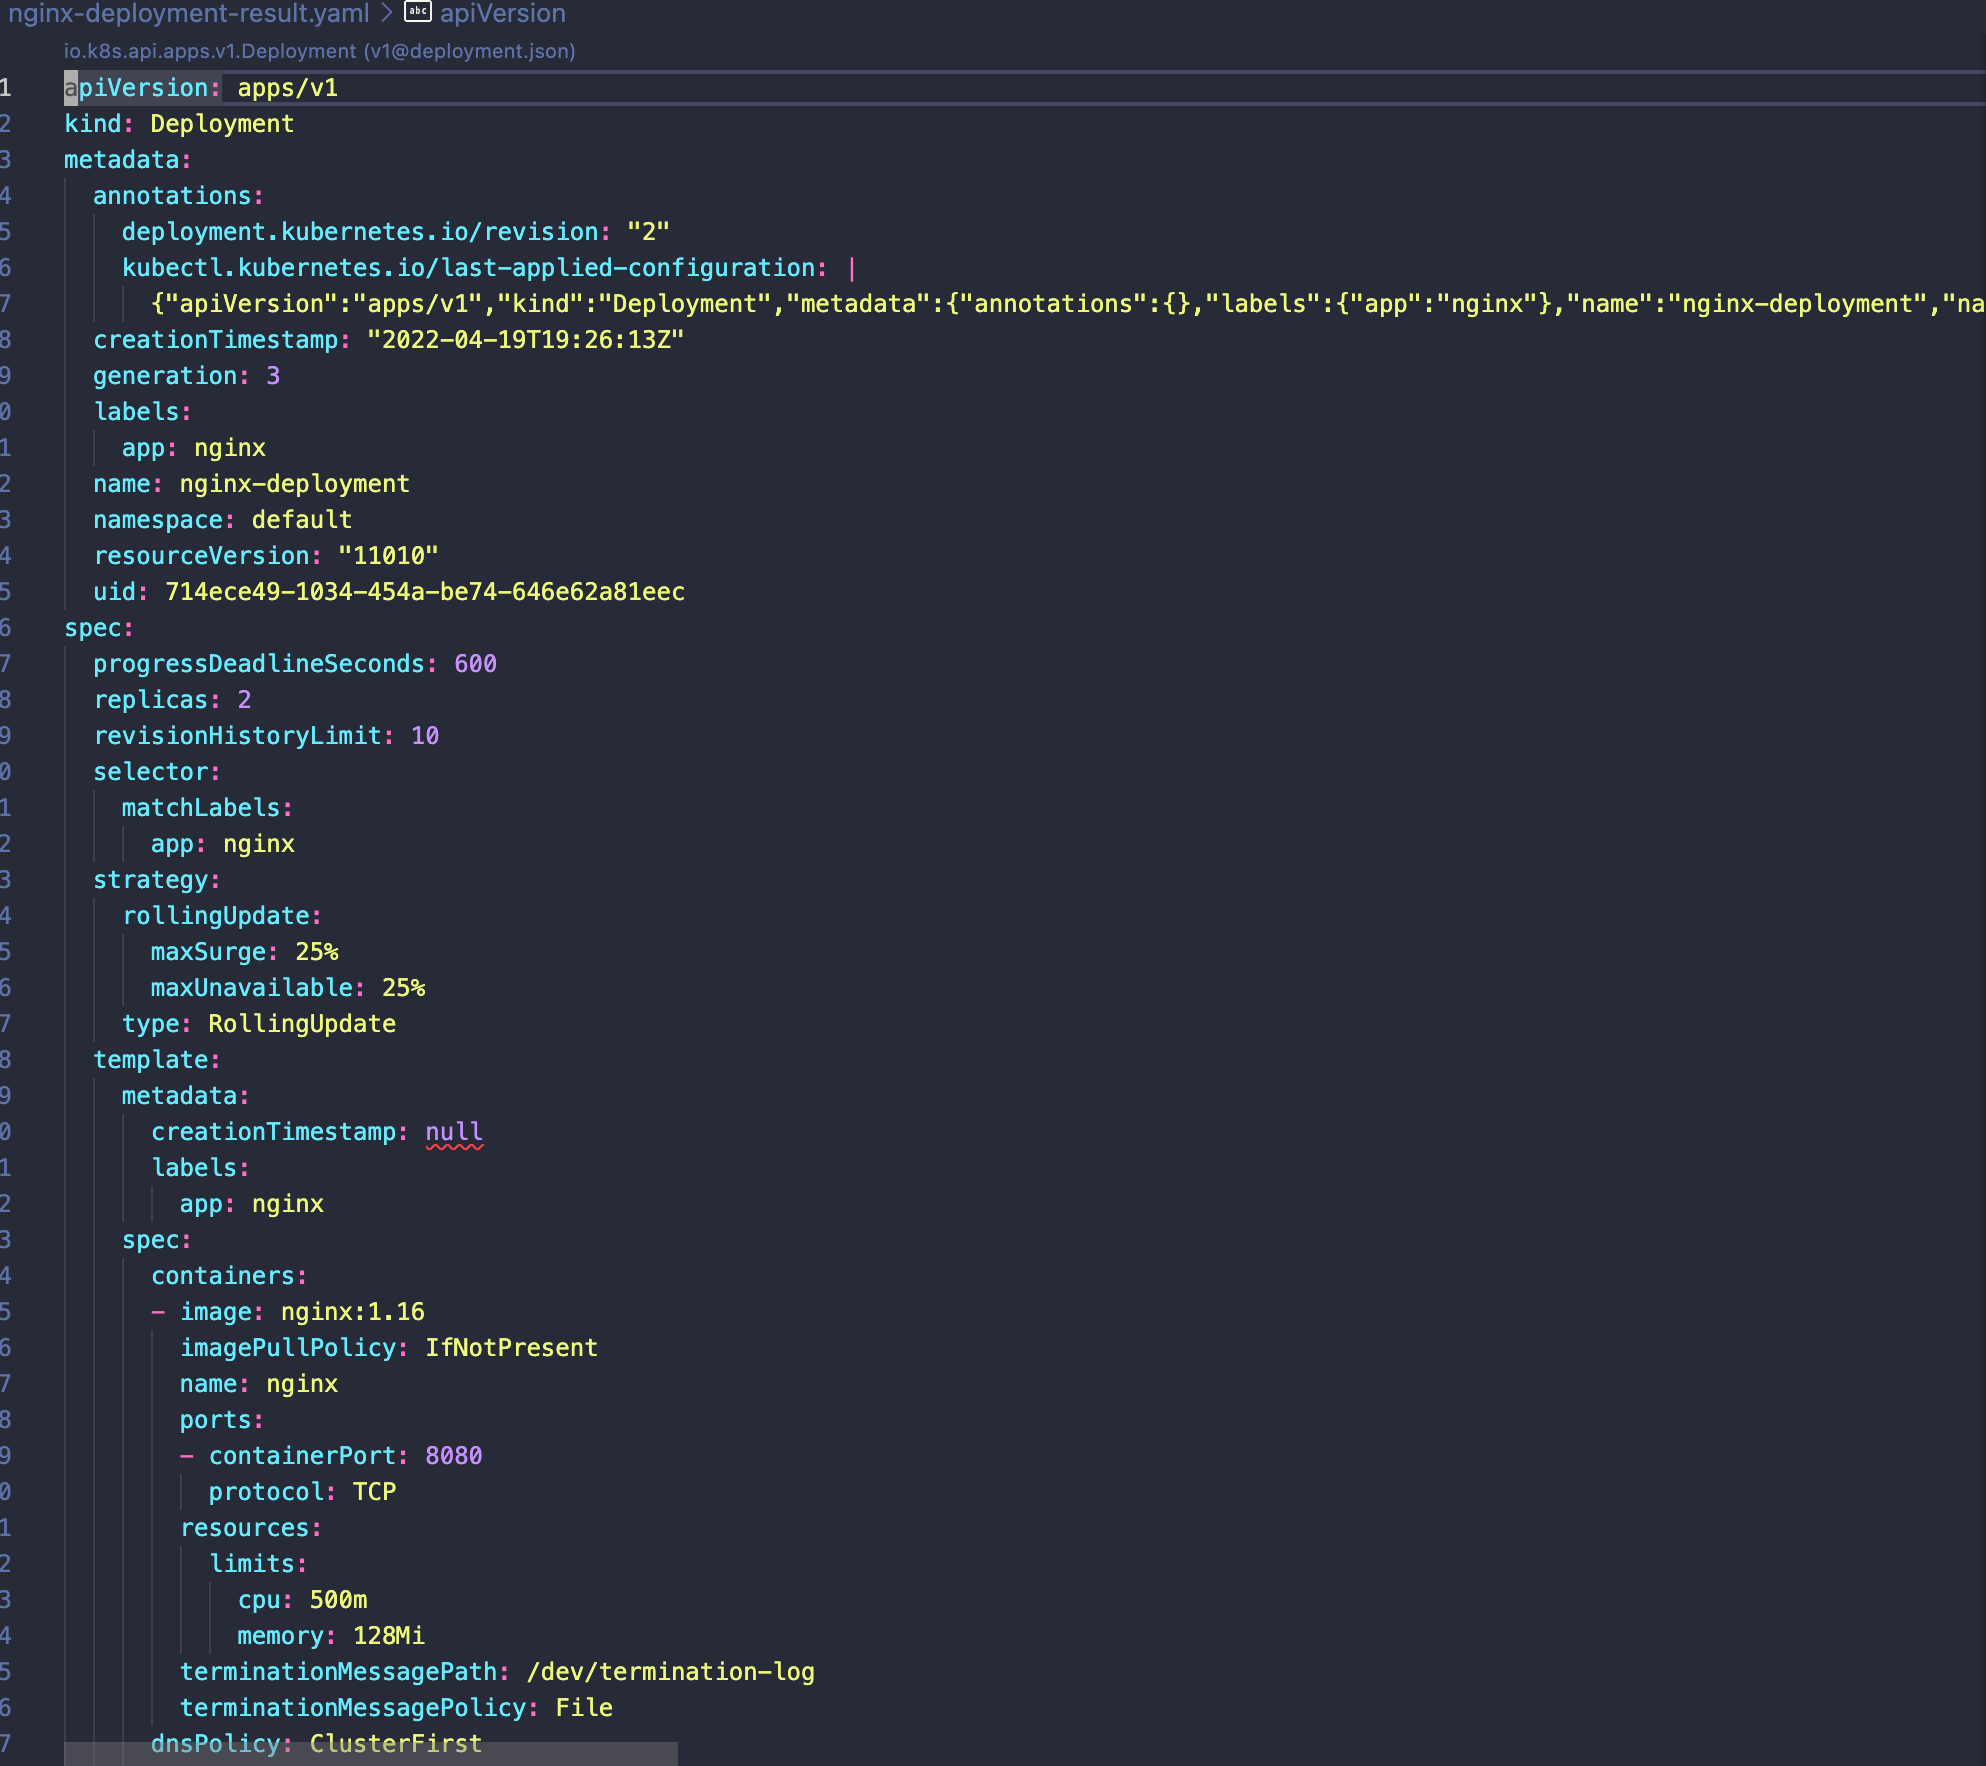 nginx-deployment-result.yaml > abc apiVersion
io.k8s.api.apps.v1.Deployment (v1@deployment.json)
1 apiVersion: apps/v1
2 kind: Deployment
3 metadata:
4   annotations:
5     deployment.kubernetes.io/revision: "2"
6     kubectl.kubernetes.io/last-applied-configuration: |
7       {"apiVersion":"apps/v1","kind":"Deployment","metadata":{"annotations":{},"labels":{"app":"nginx"},"name":"nginx-deployment","na
8   creationTimestamp: "2022-04-19T19:26:13Z"
9   generation: 3
0   labels:
1     app: nginx
2   name: nginx-deployment
3   namespace: default
4   resourceVersion: "11010"
5   uid: 714ece49-1034-454a-be74-646e62a81eec
6 spec:
7   progressDeadlineSeconds: 600
8   replicas: 2
9   revisionHistoryLimit: 10
0   selector:
1     matchLabels:
2       app: nginx
3   strategy:
4     rollingUpdate:
5       maxSurge: 25%
6       maxUnavailable: 25%
7     type: RollingUpdate
8   template:
9     metadata:
0       creationTimestamp: null
1       labels:
2         app: nginx
3     spec:
4       containers:
5       - image: nginx:1.16
6         imagePullPolicy: IfNotPresent
7         name: nginx
8         ports:
9         - containerPort: 8080
0           protocol: TCP
1         resources:
2           limits:
3             cpu: 500m
4             memory: 128Mi
5         terminationMessagePath: /dev/termination-log
6         terminationMessagePolicy: File
7       dnsPolicy: ClusterFirst